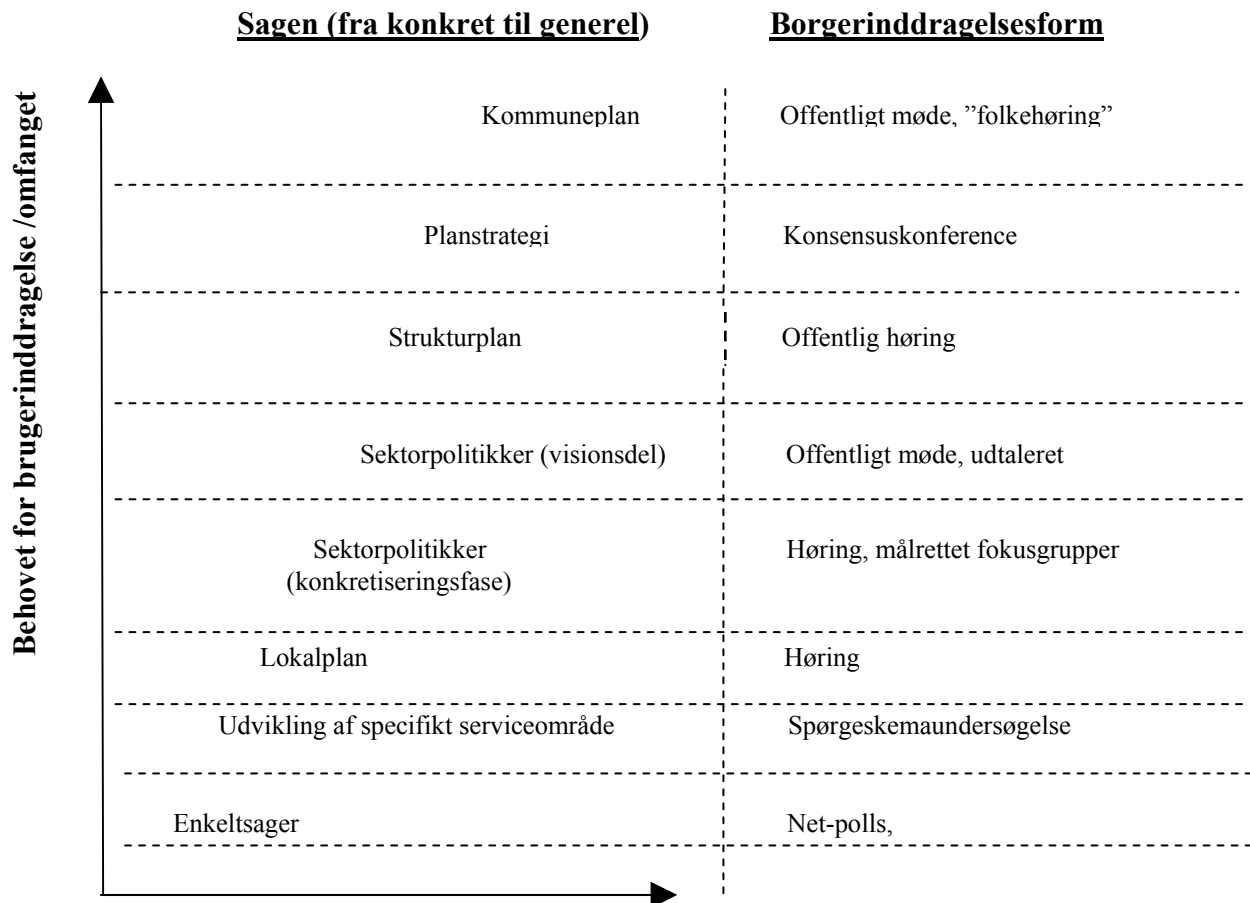 Sagen (fra konkret til generel)
Borgerinddragelsesform
Behovet for brugerinddragelse /omfanget
Kommuneplan
Offentligt møde, ”folkehøring”
Planstrategi
Konsensuskonference
Strukturplan
Offentlig høring
Sektorpolitikker (visionsdel)
Offentligt møde, udtaleret
Sektorpolitikker
(konkretiseringsfase)
Høring, målrettet fokusgrupper
Lokalplan
Høring
Udvikling af specifikt serviceområde
Spørgeskemaundersøgelse
Enkeltsager
Net-polls,